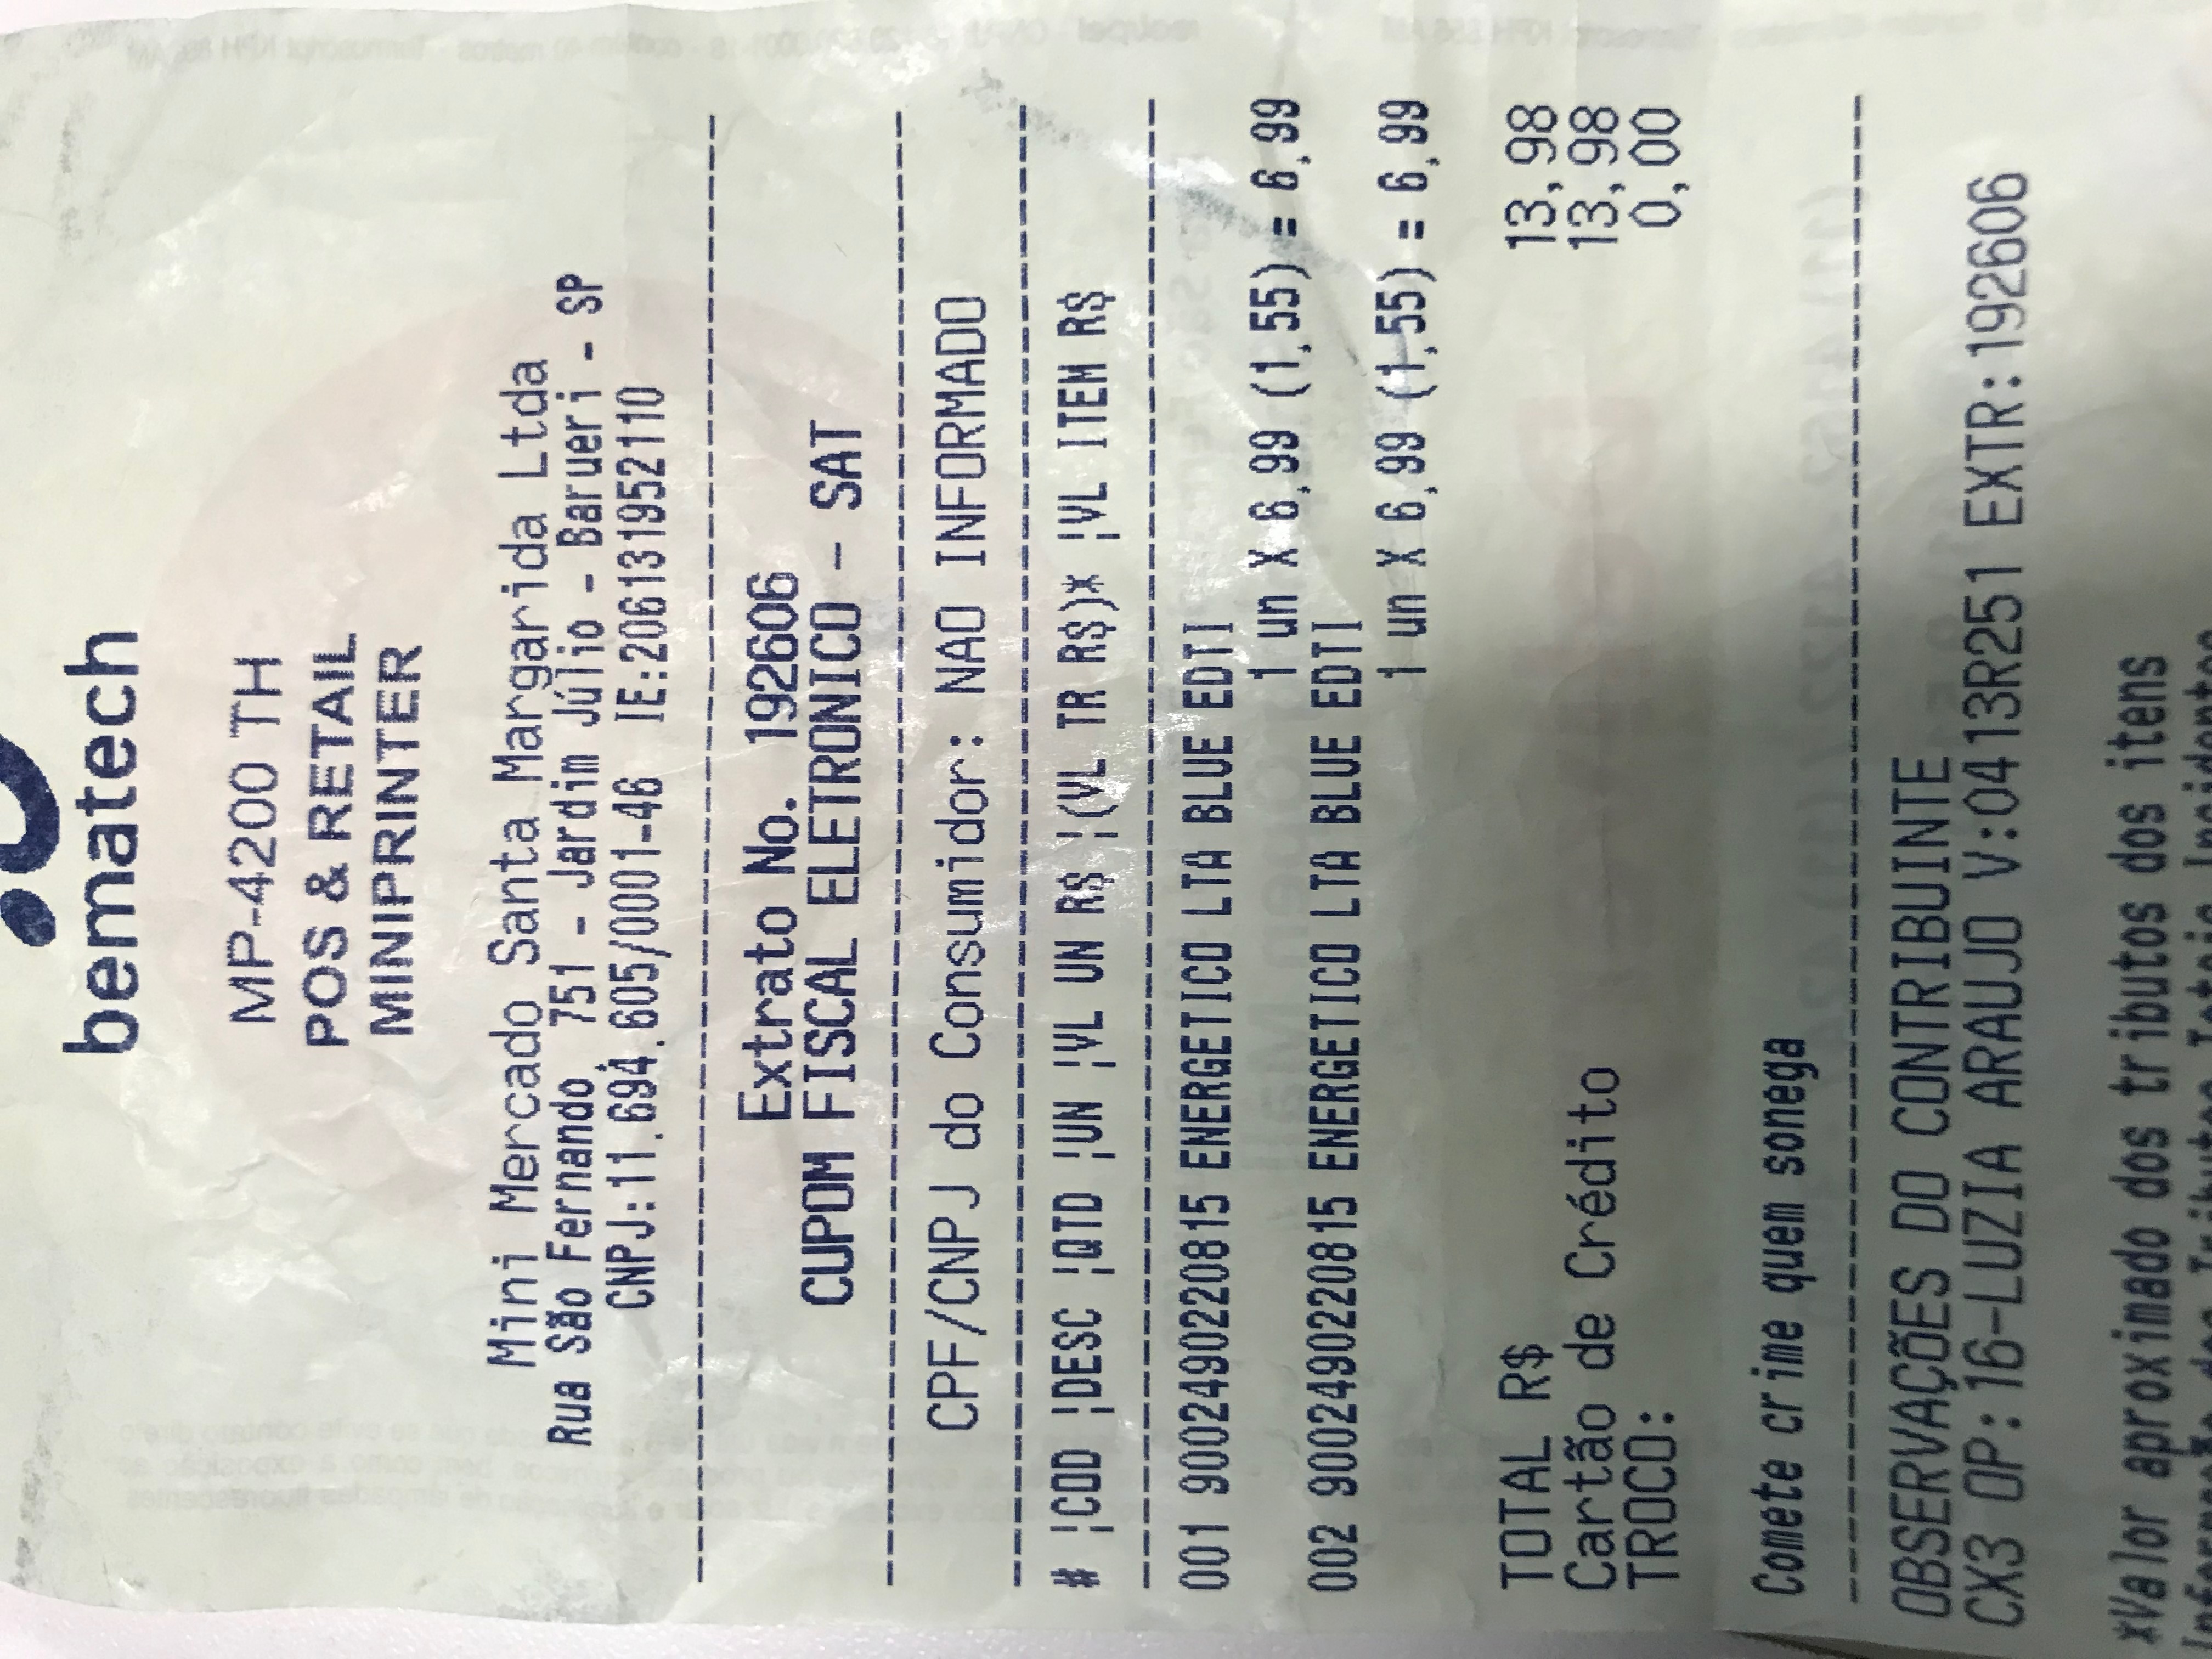 bematech
MP-4200 TH
POS & RETAIL
MINIPRINTER
Mini Mercado Santa Margarida Ltda
Rua São Fernando 751 - Jardim Júlio - Barueri - SP
CNPJ:11.694.605/0001-46 IE:206131952110
Extrato No. 192606
CUPOM FISCAL ELETRONICO - SAT
CPF/CNPJ do Consumidor: NAO INFORMADO
# ¦COD ¦DESC ¦QTD ¦UN ¦VL UN R$ ¦(VL TR R$)* ¦VL ITEM R$
001 9002490220815 ENERGETICO LTA BLUE EDTI
1 un X 6,99 (1,55) = 6,99
002 9002490220815 ENERGETICO LTA BLUE EDTI
1 un X 6,99 (1,55) = 6,99
TOTAL R$ 13,98
Cartão de Crédito 13,98
TROCO: 0,00
Comete crime quem sonega
OBSERVAÇÕES DO CONTRIBUINTE
CX3 OP:16-LUZIA ARAUJO V:0413R251 EXTR:192606
*Valor aproximado dos tributos dos itens